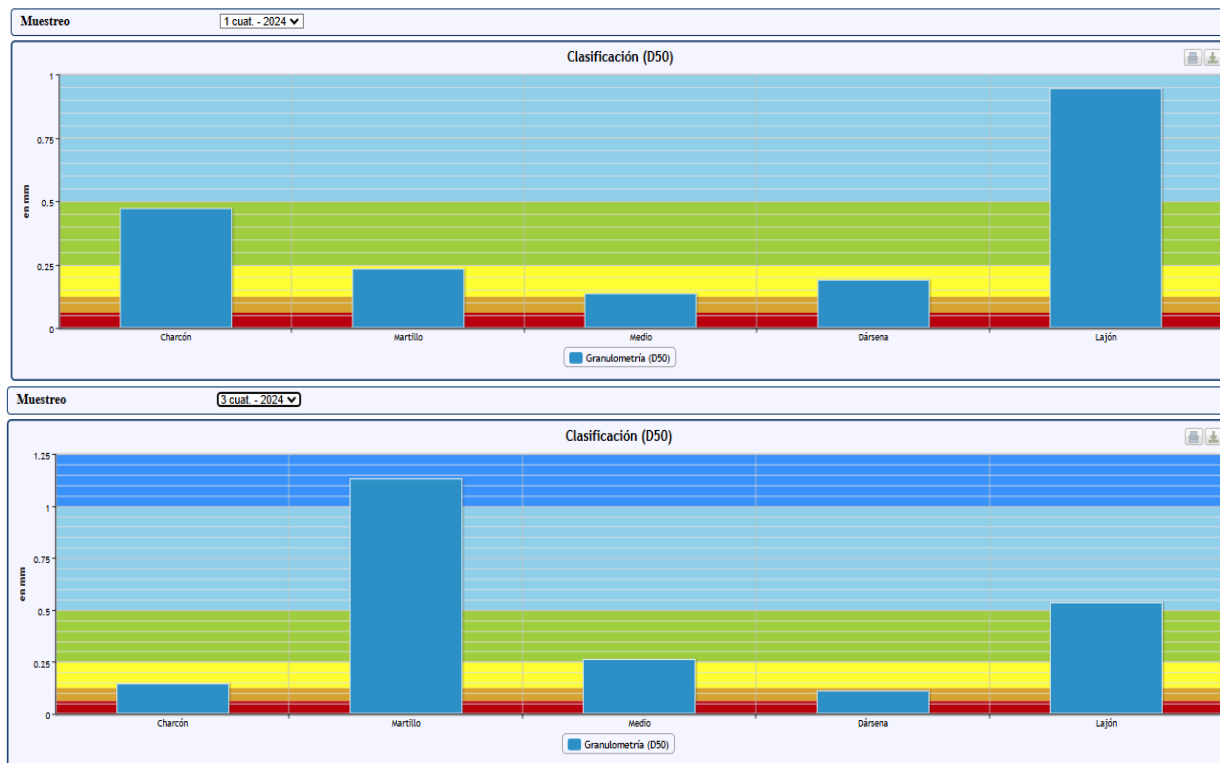 Muestreo 1 cuat. - 2024
Clasificación (D50)
1
0.75
0.5
0.25
0
en mm
Charcón Martillo Medio Dársena Lajón
Granulometría (D50)
Muestreo 3 cuat. - 2024
Clasificación (D50)
1.25
1
0.75
0.5
0.25
0
en mm
Charcón Martillo Medio Dársena Lajón
Granulometría (D50)